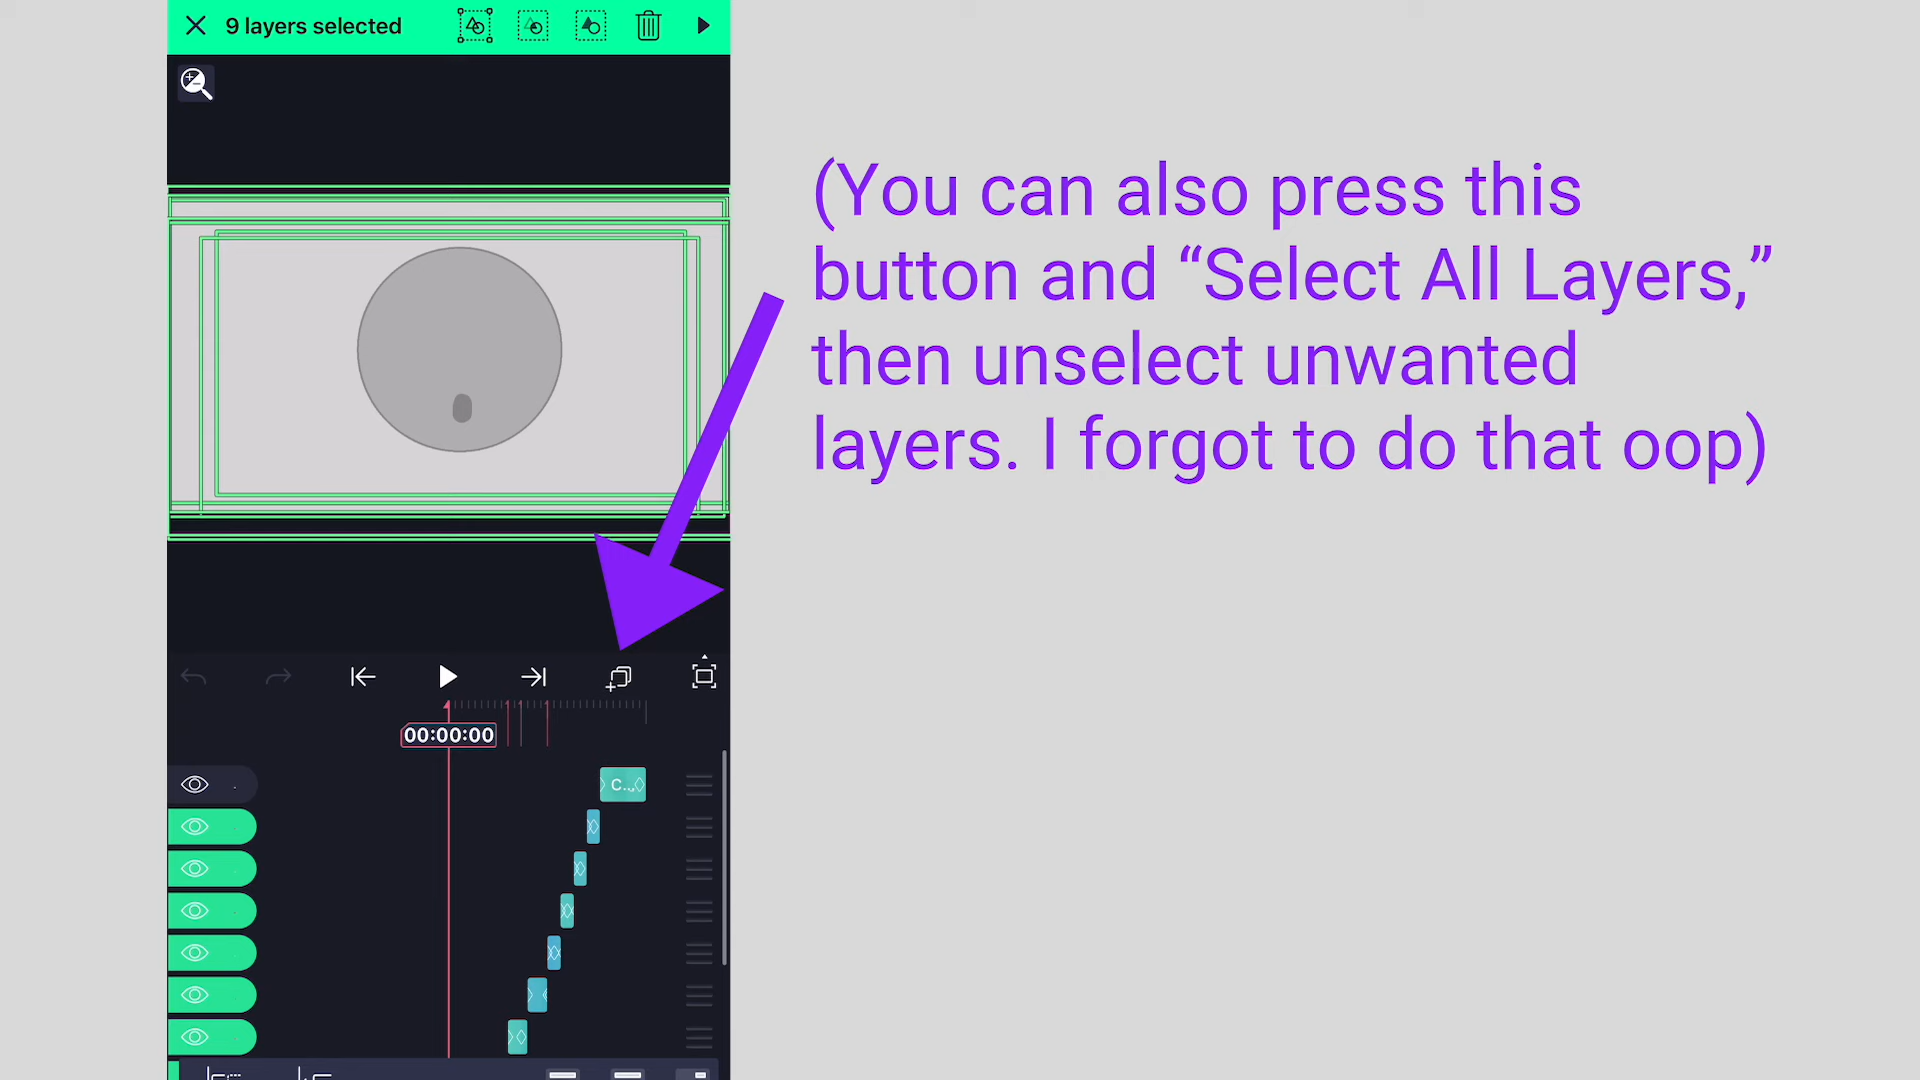 9 layers selected
(You can also press this
button and “Select All Layers,”
then unselect unwanted
layers. I forgot to do that oop)
00:00:00
C...